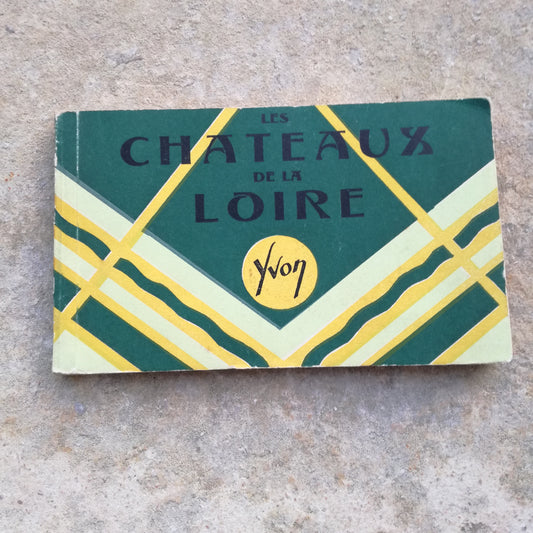 LES
CHATEAUX
DE LA
LOIRE
Yvon